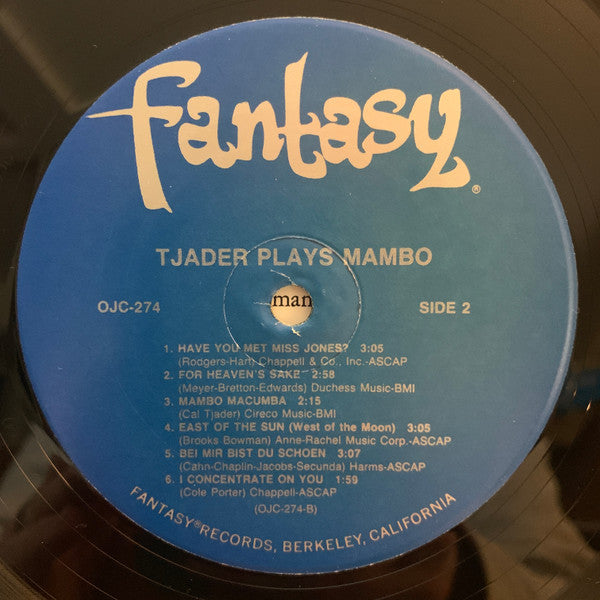 fantasy®
TJADER PLAYS MAMBO
OJC-274
man
SIDE 2
1. HAVE YOU MET MISS JONES? 3:05
(Rodgers-Hart) Chappell & Co., Inc.-ASCAP
2. FOR HEAVEN'S SAKE 2:58
(Meyer-Bretton-Edwards) Duchess Music-BMI
3. MAMBO MACUMBA 2:15
(Cal Tjader) Cireco Music-BMI
4. EAST OF THE SUN (West of the Moon) 3:05
(Brooks Bowman) Anne-Rachel Music Corp.-ASCAP
5. BEI MIR BIST DU SCHOEN 3:07
(Cahn-Chaplin-Jacobs-Secunda) Harms-ASCAP
6. I CONCENTRATE ON YOU 1:59
(Cole Porter) Chappell-ASCAP
(OJC-274-B)
FANTASY® RECORDS, BERKELEY, CALIFORNIA